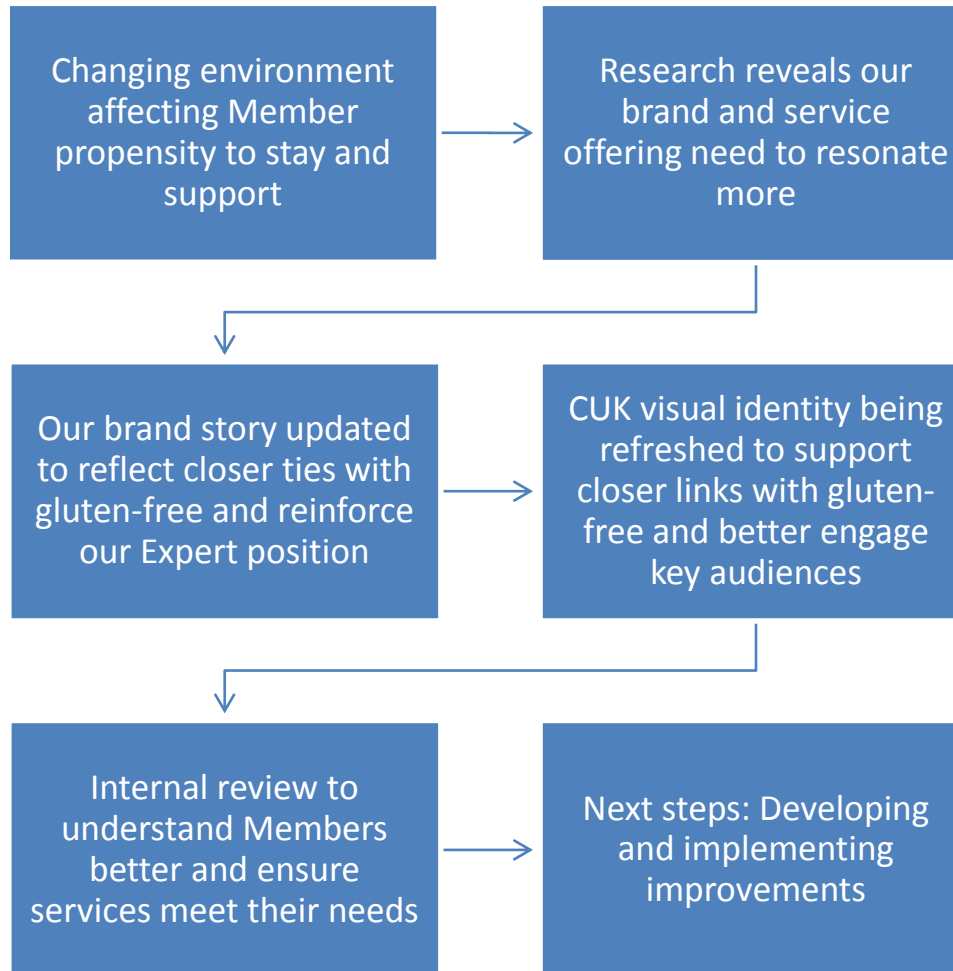 Changing environment
affecting Member
propensity to stay and
support
Research reveals our
brand and service
offering need to resonate
more
Our brand story updated
to reflect closer ties with
gluten-free and reinforce
our Expert position
CUK visual identity being
refreshed to support
closer links with gluten-
free and better engage
key audiences
Internal review to
understand Members
better and ensure
services meet their needs
Next steps: Developing
and implementing
improvements